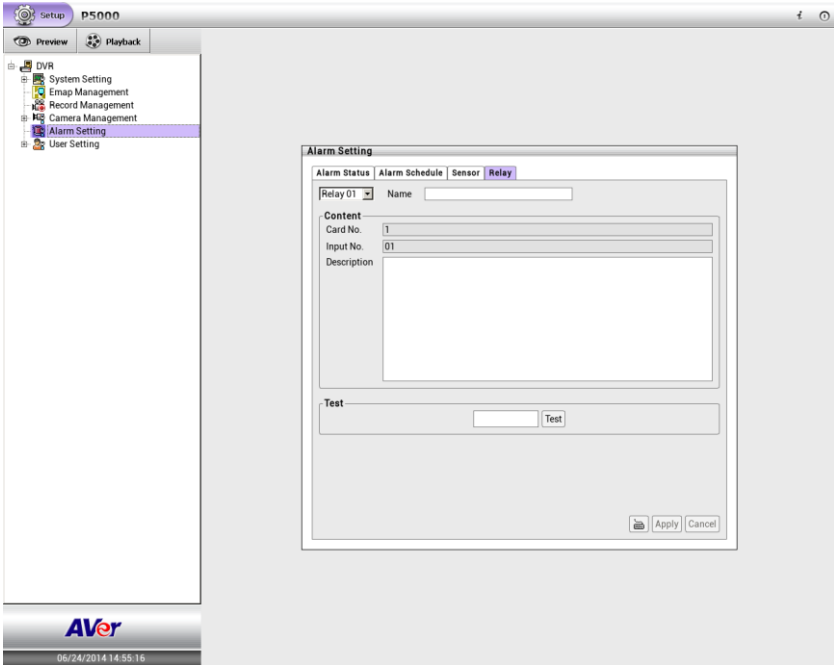 Setup P5000
Preview Playback
DVR
System Setting
Emap Management
Record Management
Camera Management
Alarm Setting
User Setting
Alarm Setting
Alarm Status Alarm Schedule Sensor Relay
Relay 01 Name
Content
Card No. 1
Input No. 01
Description
Test
Test
Apply Cancel
AVer
06/24/2014 14:55:16